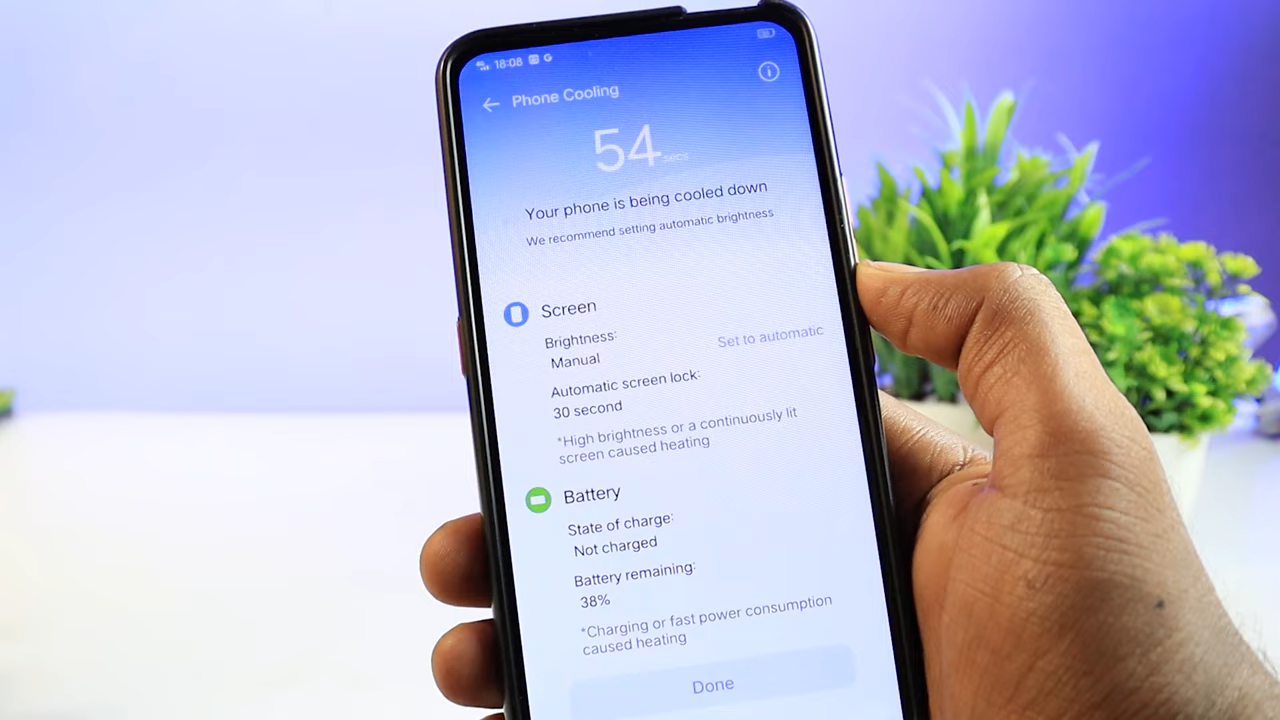 4G 18:08 G
Phone Cooling
54 secs
Your phone is being cooled down
We recommend setting automatic brightness
Screen
Brightness:
Manual
Set to automatic
Automatic screen lock:
30 second
*High brightness or a continuously lit
screen caused heating
Battery
State of charge:
Not charged
Battery remaining:
38%
*Charging or fast power consumption
caused heating
Done